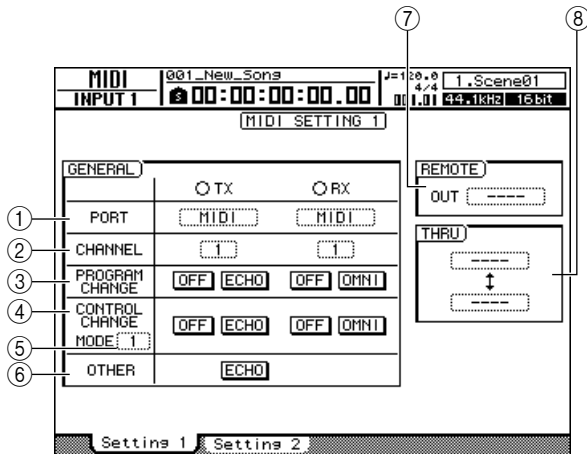 ⑦ ⑧
MIDI 001_New_Song J=120.0 1.Scene01
4/4
INPUT 1 S 00:00:00:00.00 001.01 44.1kHz 16bit
MIDI SETTING 1
GENERAL REMOTE
TX RX OUT ----
① PORT MIDI MIDI
THRU
② CHANNEL 1 1 ----
③ PROGRAM CHANGE OFF ECHO OFF OMNI ----
④ CONTROL CHANGE OFF ECHO OFF OMNI
⑤ MODE 1
⑥ OTHER ECHO
Setting 1 Setting 2